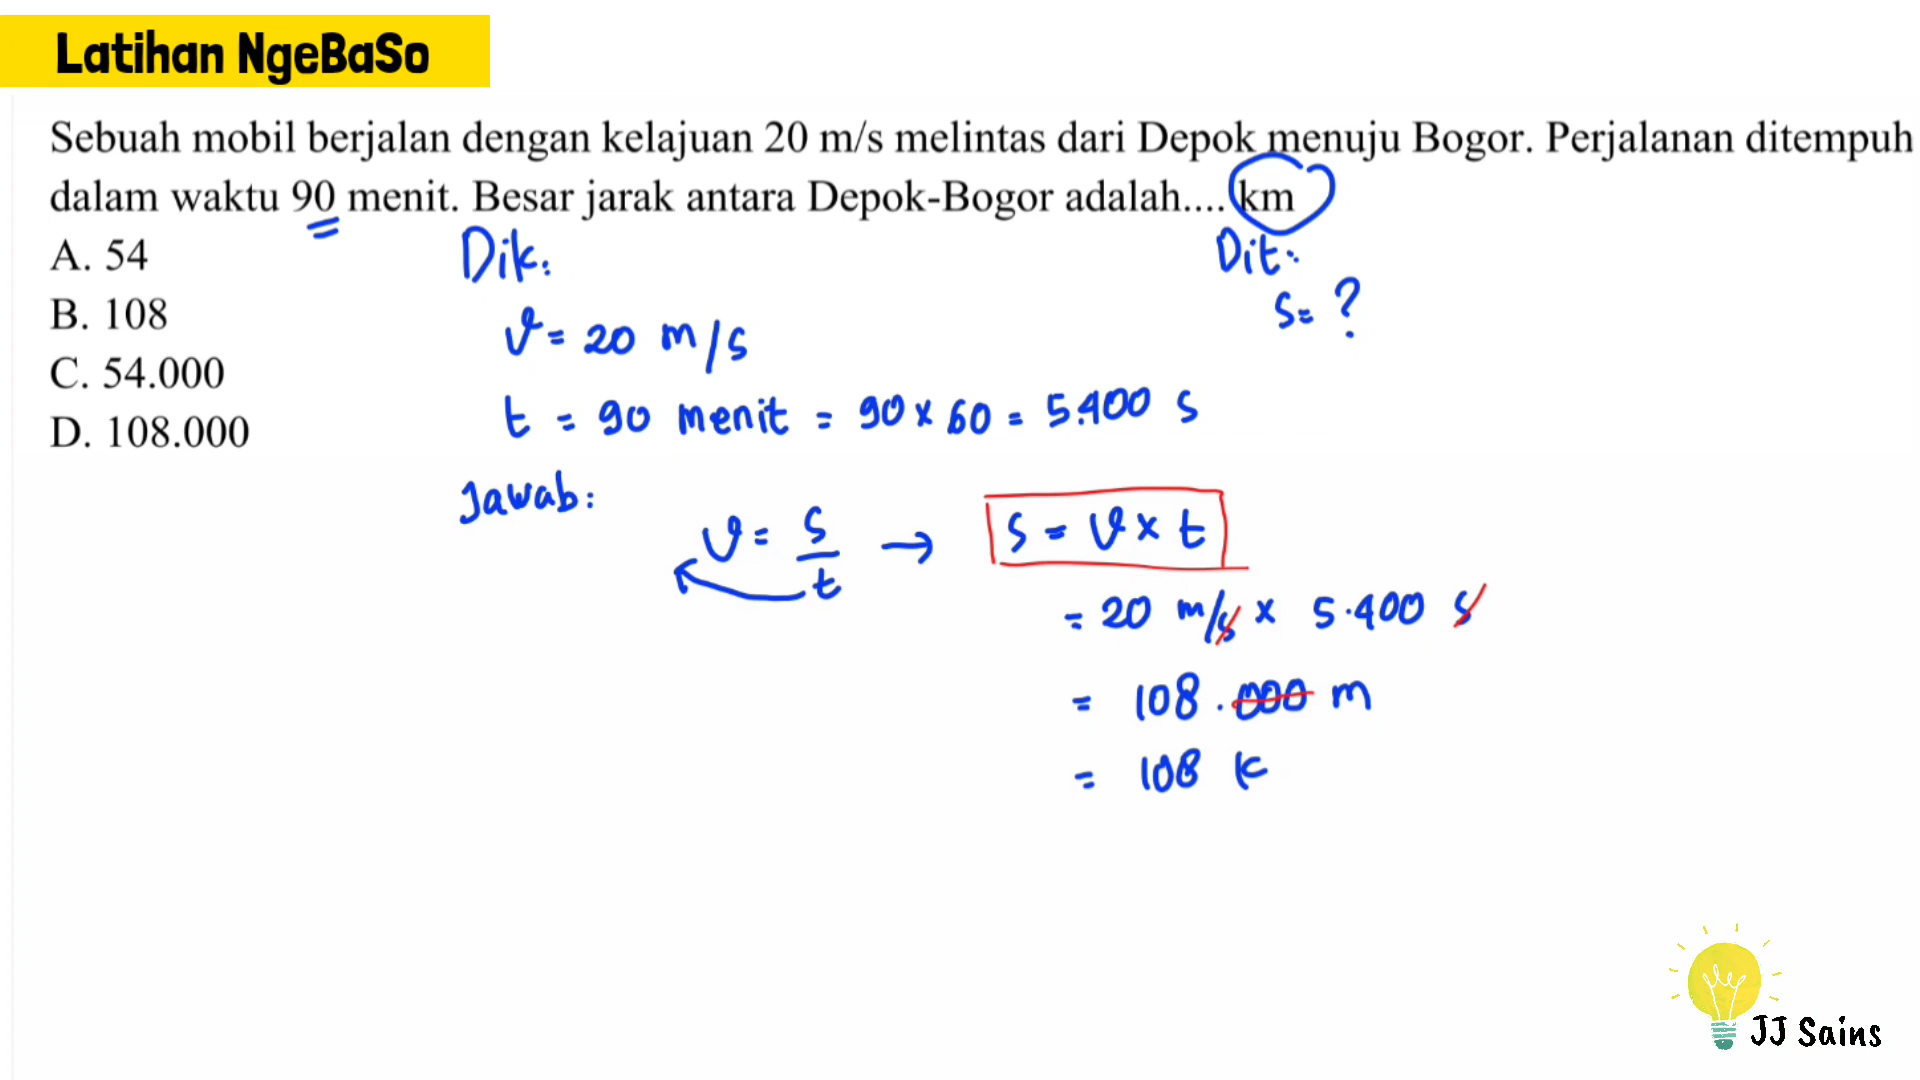 Latihan NgeBaSo
Sebuah mobil berjalan dengan kelajuan 20 m/s melintas dari Depok menuju Bogor. Perjalanan ditempuh
dalam waktu 90 menit. Besar jarak antara Depok-Bogor adalah.... km
A. 54
B. 108
C. 54.000
D. 108.000
Dik:
v = 20 m/s
t = 90 menit = 90 x 60 = 5.400 s
Dit:
s = ?
Jawab:
v = s/t → s = v x t
= 20 m/s x 5.400 s
= 108.000 m
= 108 k
JJ Sains